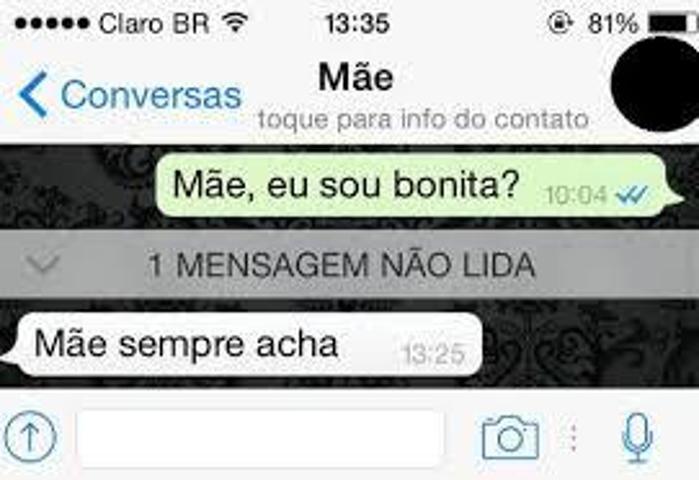 Claro BR 13:35 81%
Mãe
Conversas
toque para info do contato
Mãe, eu sou bonita? 10:04
1 MENSAGEM NÃO LIDA
Mãe sempre acha 13:25